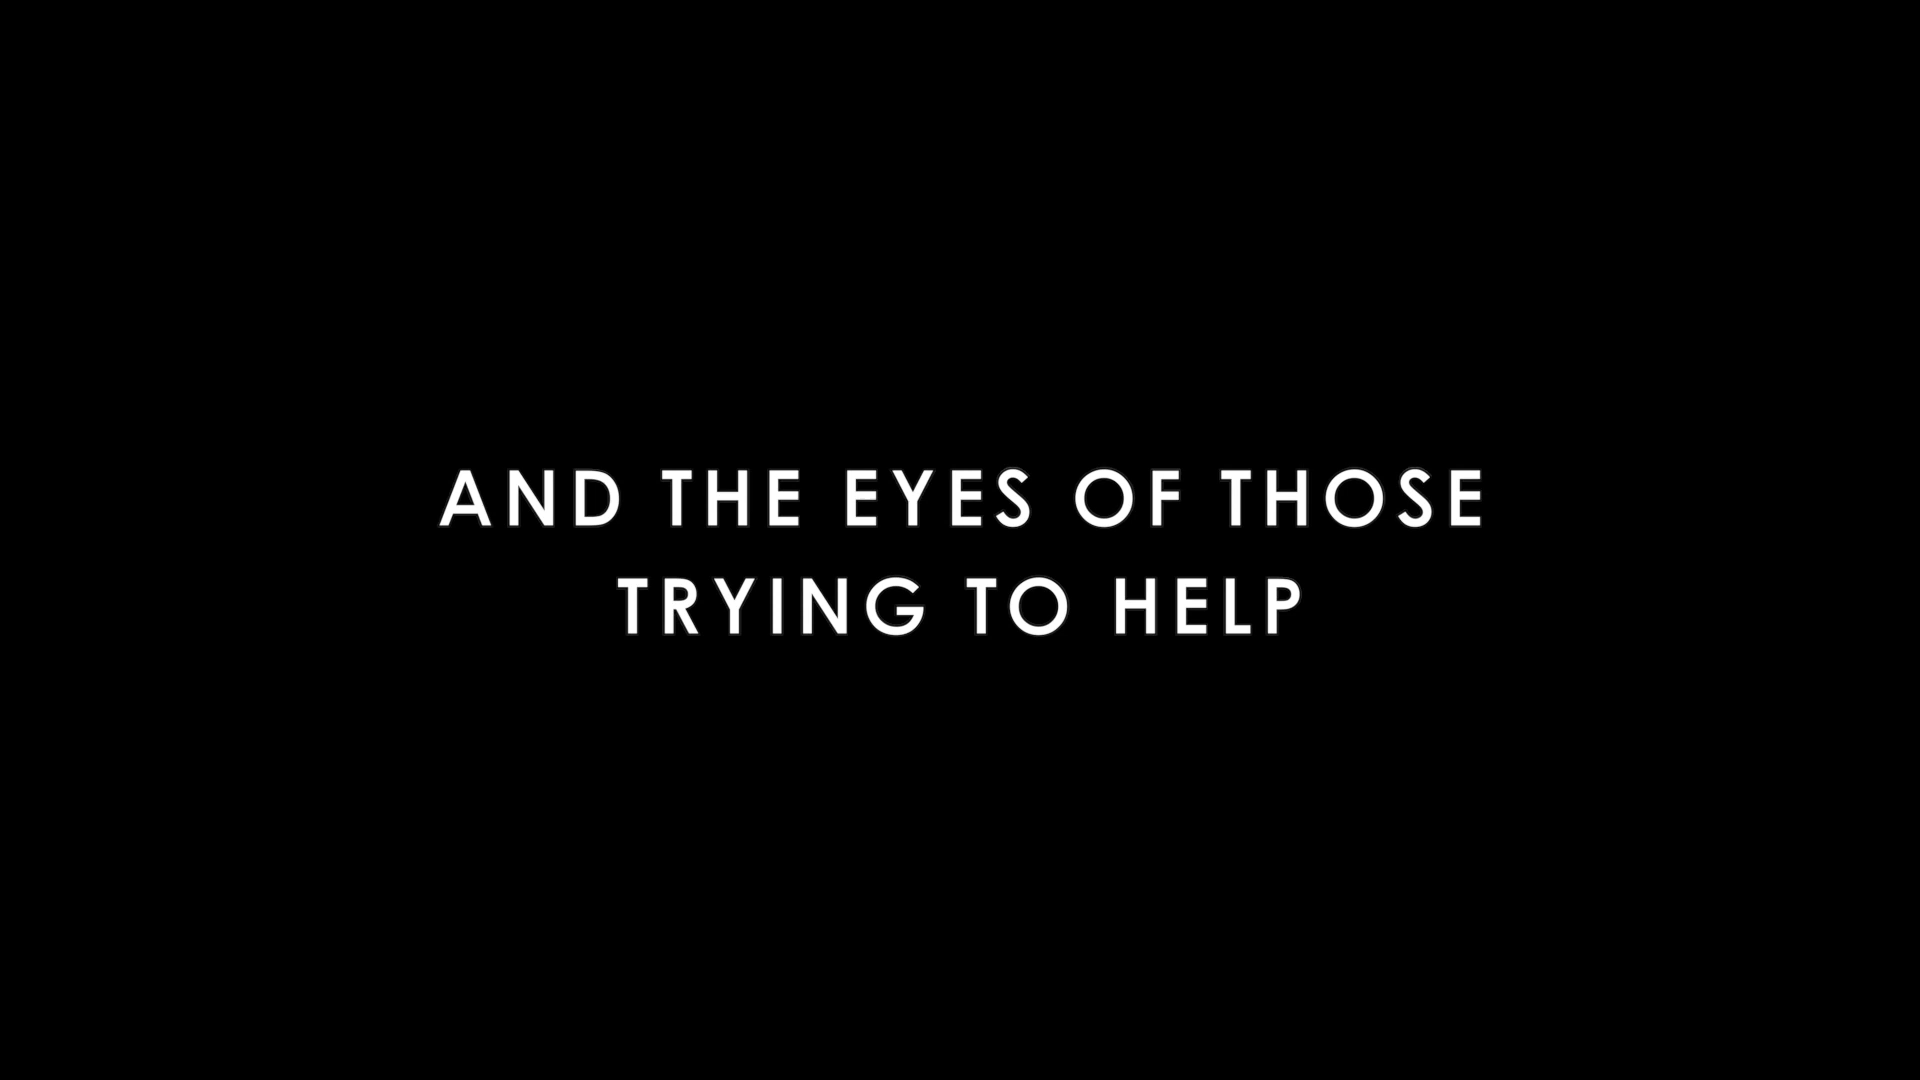 AND THE EYES OF THOSE
TRYING TO HELP